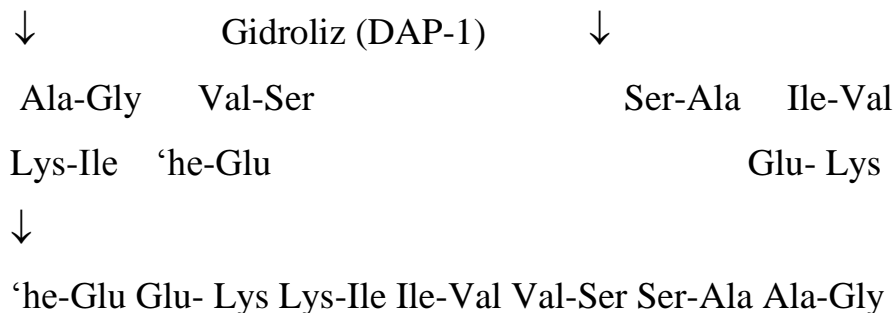 ↓ Gidroliz (DAP-1) ↓
Ala-Gly Val-Ser Ser-Ala Ile-Val
Lys-Ile ‘he-Glu Glu- Lys
↓
‘he-Glu Glu- Lys Lys-Ile Ile-Val Val-Ser Ser-Ala Ala-Gly